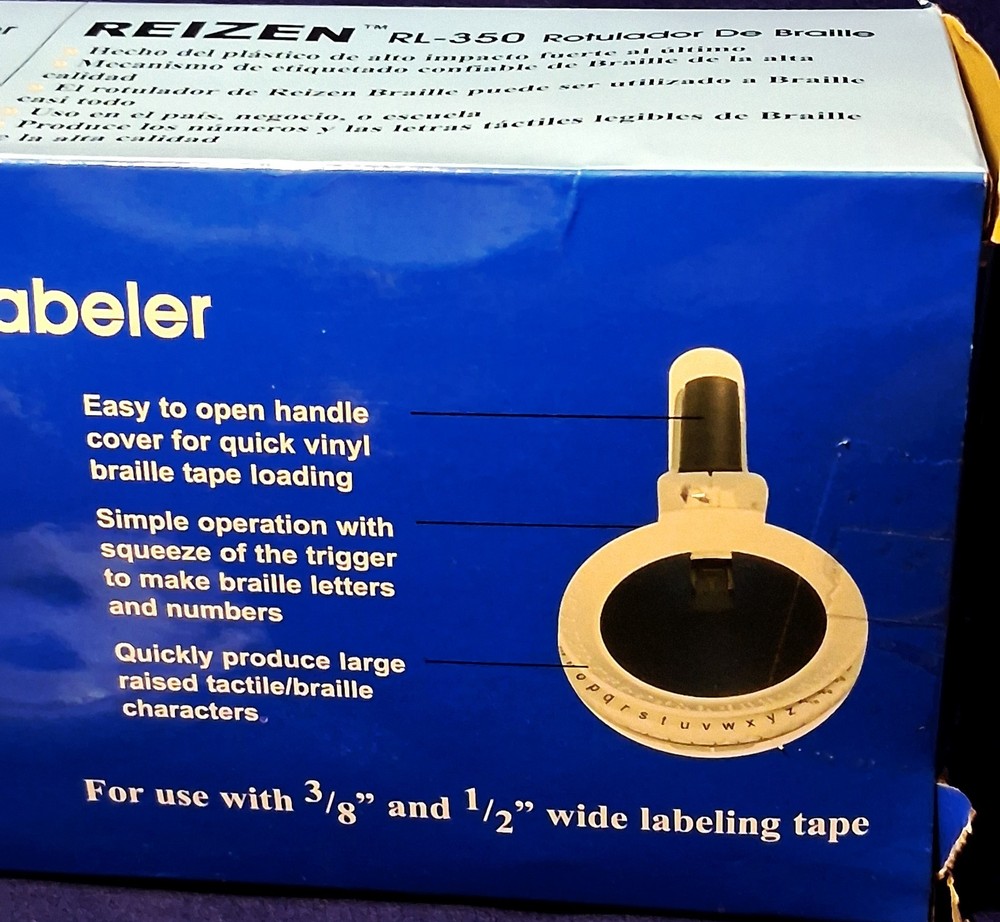 REIZEN™ RL-350 Rotulador De Braille
Hecho del plástico de alto impacto fuerte al último
Mecanismo de etiquetado confiable de Braille de la alta
calidad
El rotulador de Reizen Braille puede ser utilizado a Braille
casi todo
Uso en el país, negocio, o escuela
Produce los números y las letras táctiles legibles de Braille
la alta calidad
abeler
Easy to open handle
cover for quick vinyl
braille tape loading
Simple operation with
squeeze of the trigger
to make braille letters
and numbers
Quickly produce large
raised tactile/braille
characters.
o p q r s t u v w x y z
For use with 3/8” and 1/2” wide labeling tape